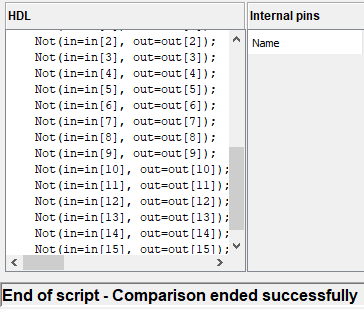 HDL
Internal pins
Name
Not(in=in[2], out=out[2]);
Not(in=in[3], out=out[3]);
Not(in=in[4], out=out[4]);
Not(in=in[5], out=out[5]);
Not(in=in[6], out=out[6]);
Not(in=in[7], out=out[7]);
Not(in=in[8], out=out[8]);
Not(in=in[9], out=out[9]);
Not(in=in[10], out=out[10]);
Not(in=in[11], out=out[11]);
Not(in=in[12], out=out[12]);
Not(in=in[13], out=out[13]);
Not(in=in[14], out=out[14]);
Not(in=in[15], out=out[15]);
End of script - Comparison ended successfully